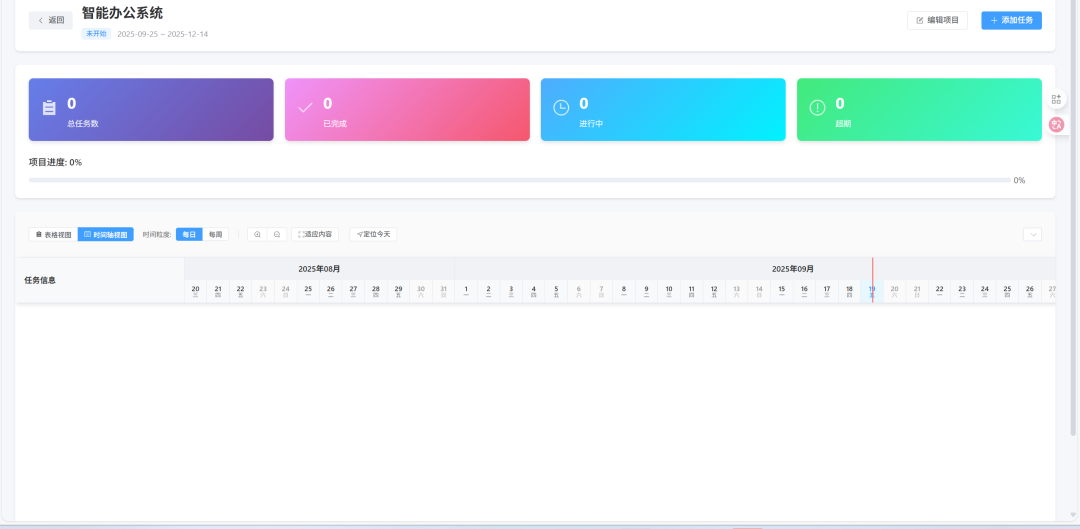 返回
智能办公系统
未开始 2025-09-25 ~ 2025-12-14
编辑项目
添加任务
0
总任务数
0
已完成
0
进行中
0
超期
项目进度: 0%
0%
表格视图 时间轴视图 时间粒度: 每日 每周 适应内容 定位今天
任务信息
2025年08月 2025年09月
20 21 22 23 24 25 26 27 28 29 30 31 1 2 3 4 5 6 7 8 9 10 11 12 13 14 15 16 17 18 19 20 21 22 23 24 25 26 27
三 四 五 六 日 一 二 三 四 五 六 日 一 二 三 四 五 六 日 一 二 三 四 五 六 日 一 二 三 四 五 六 日 一 二 三 四 五 六